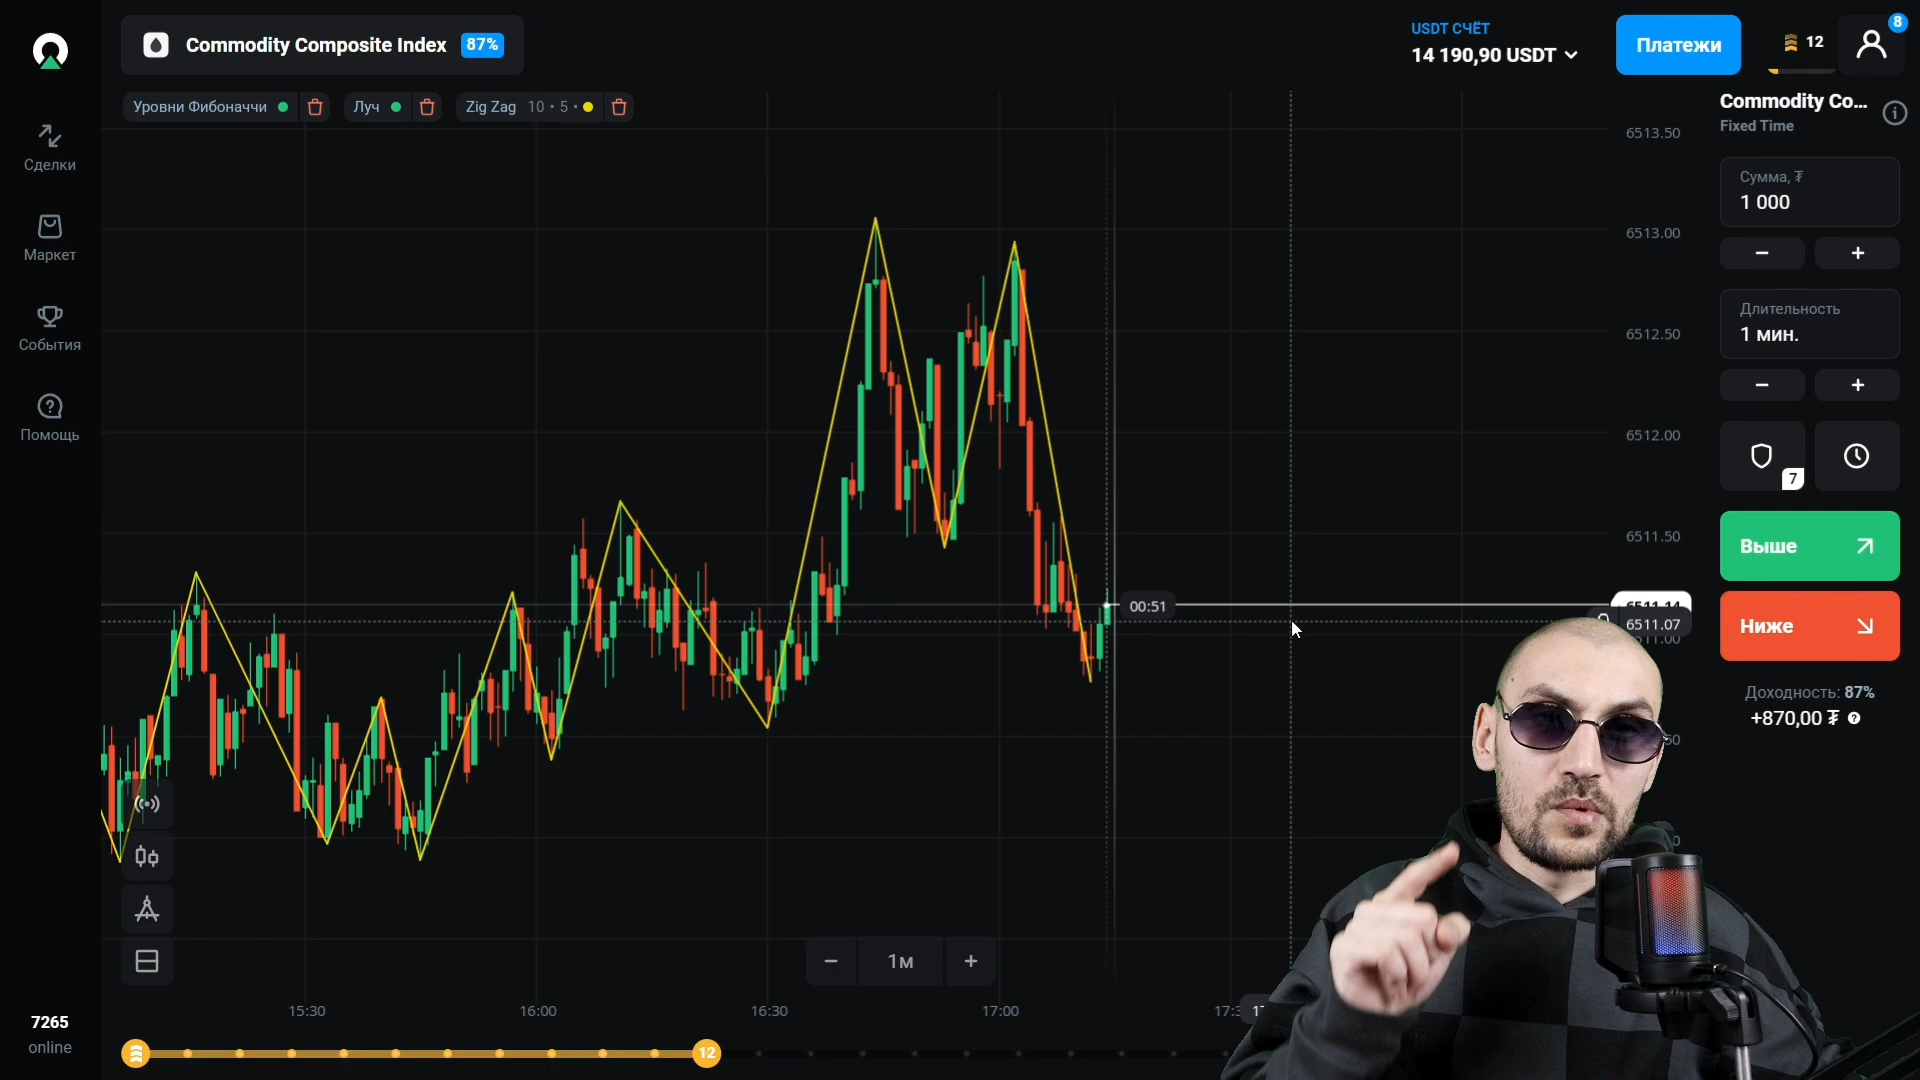 Commodity Composite Index 87%
USDT СЧЁТ
14 190,90 USDT
Платежи
12
8
Уровни Фибоначчи
Луч
Zig Zag 10 • 5 •
Сделки
Маркет
События
Помощь
7265
online
Commodity Co...
Fixed Time
Сумма, ₮
1 000
− +
Длительность
1 мин.
− +
7
Выше
Ниже
Доходность: 87%
+870,00 ₮ ?
6513.50
6513.00
6512.50
6512.00
6511.50
6511.14
6511.07
00:51
− 1м +
15:30 16:00 16:30 17:00
12